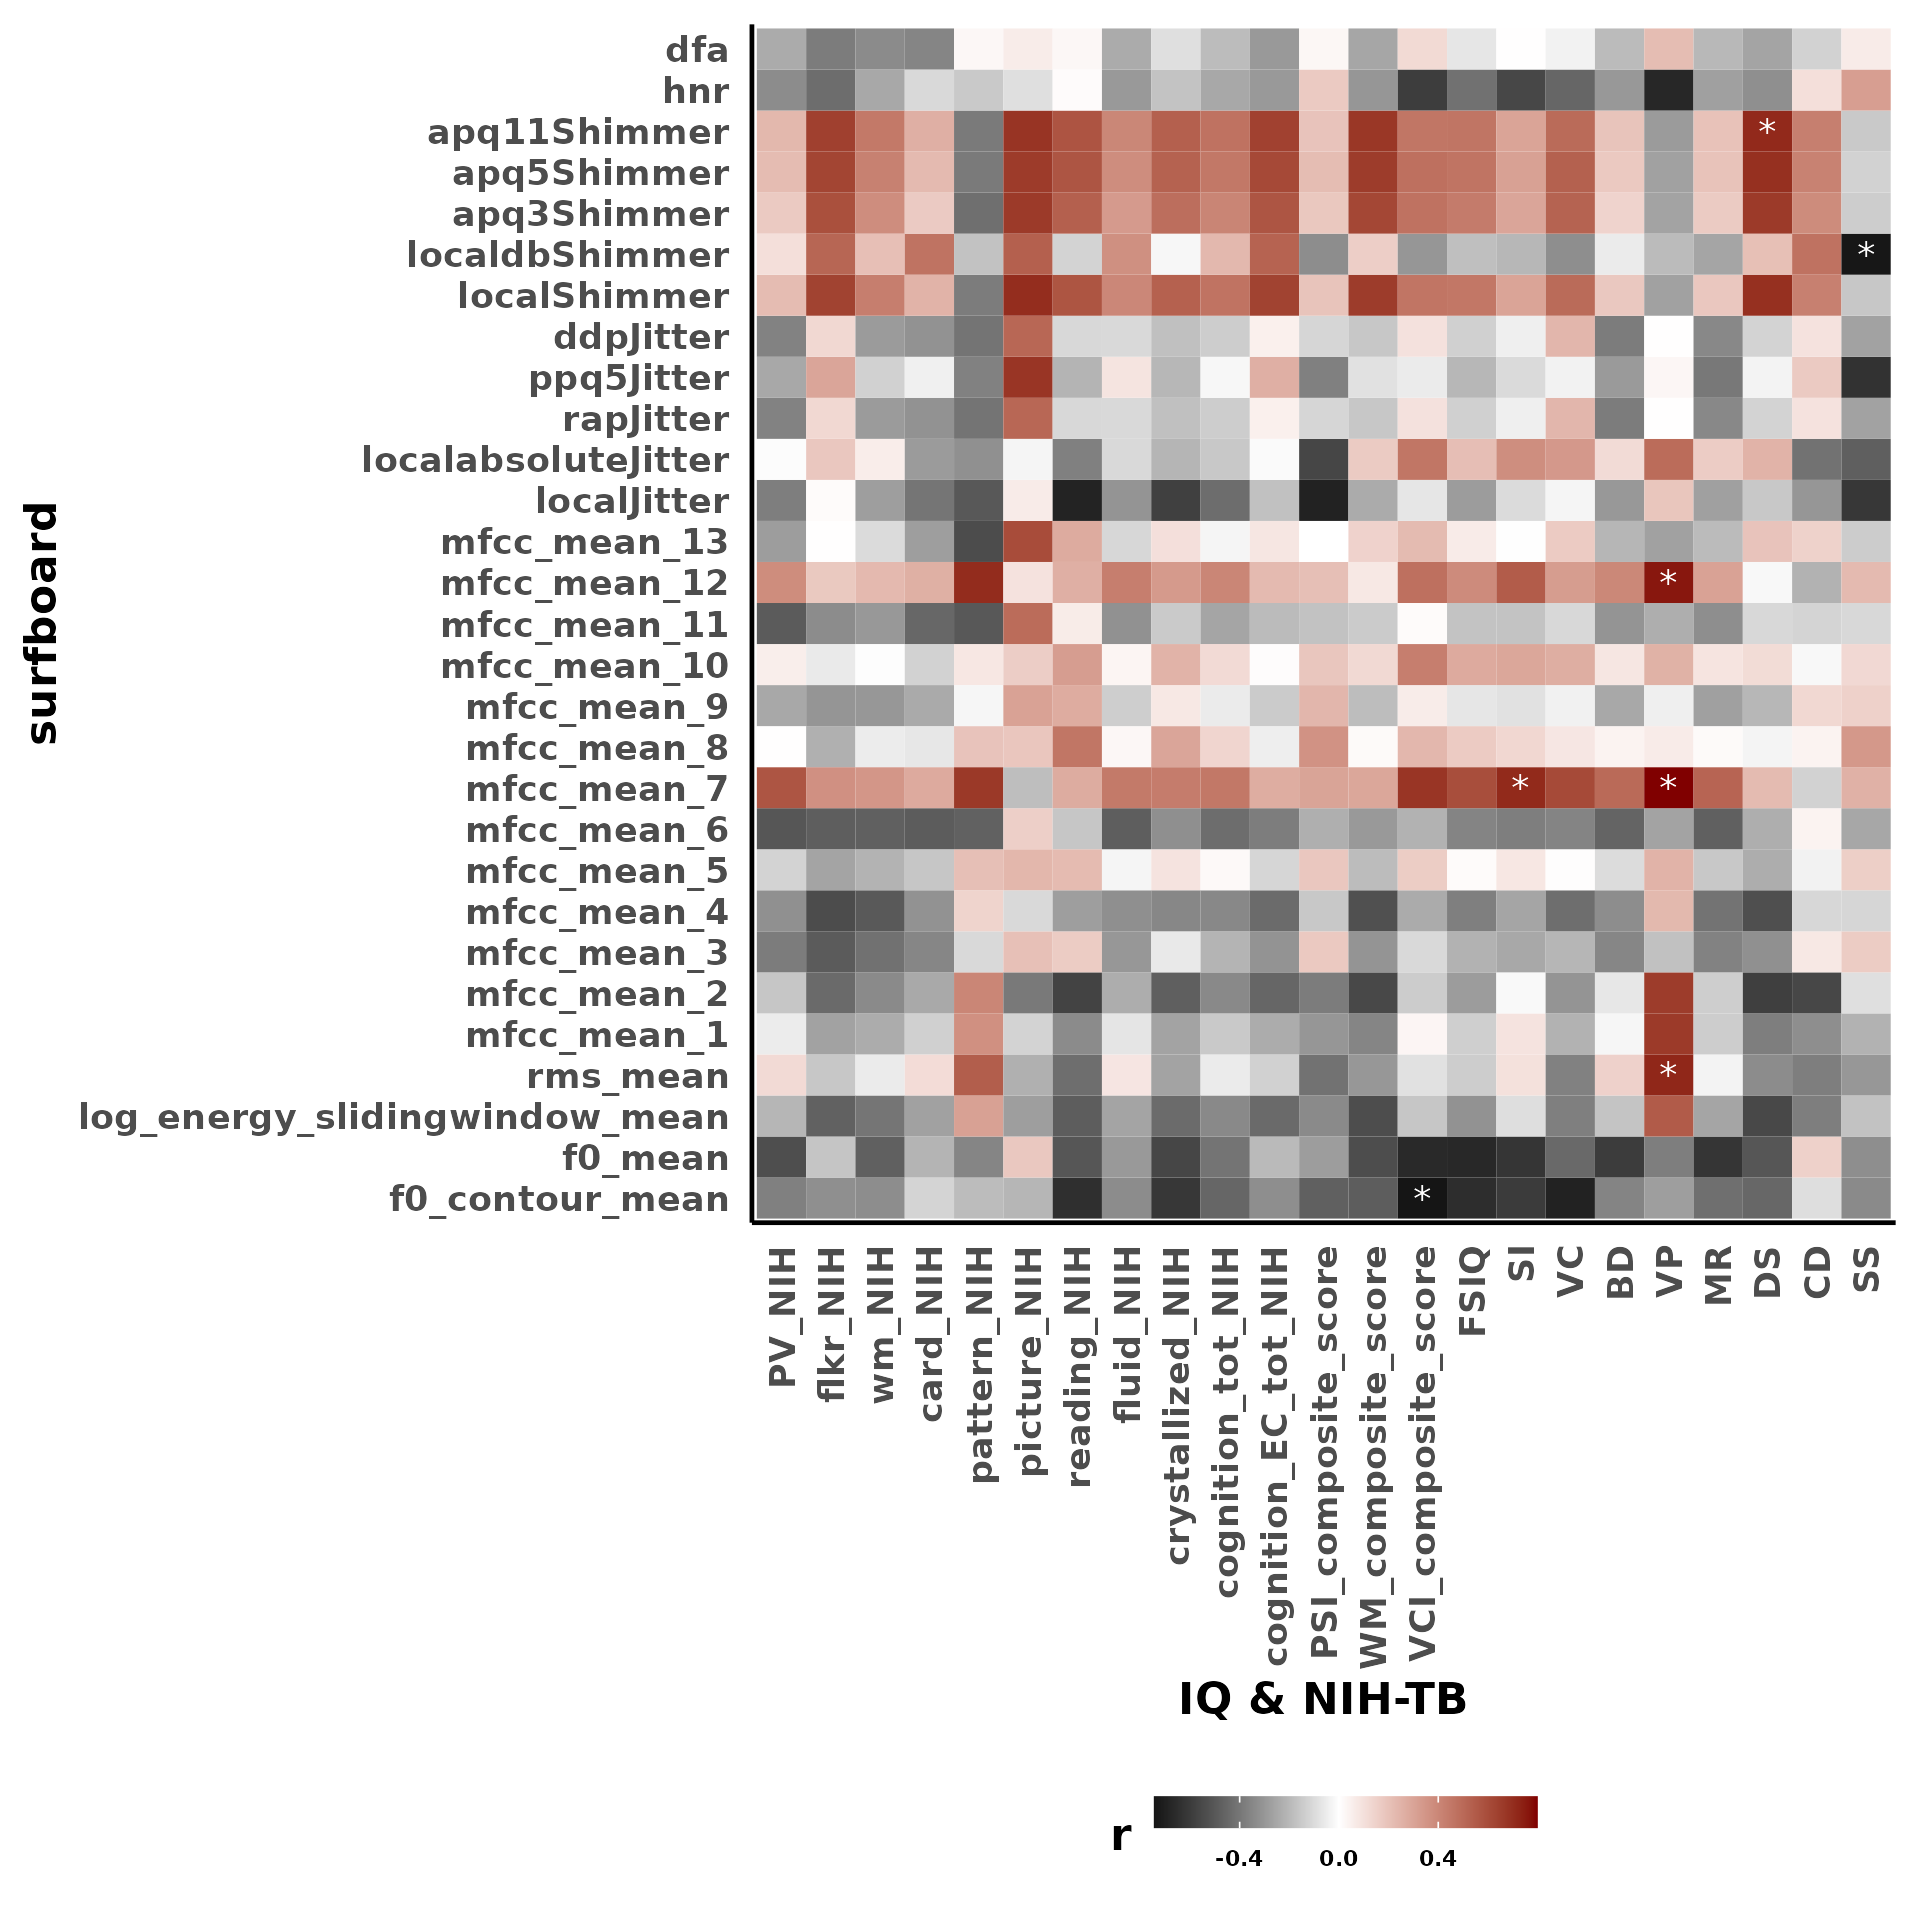 dfa
hnr
apq11Shimmer
*
apq5Shimmer
apq3Shimmer
localdbShimmer
*
localShimmer
ddpJitter
ppq5Jitter
rapJitter
localabsoluteJitter
localJitter
mfcc_mean_13
mfcc_mean_12
*
mfcc_mean_11
mfcc_mean_10
mfcc_mean_9
mfcc_mean_8
mfcc_mean_7
* *
mfcc_mean_6
mfcc_mean_5
mfcc_mean_4
mfcc_mean_3
mfcc_mean_2
mfcc_mean_1
rms_mean
*
log_energy_slidingwindow_mean
f0_mean
f0_contour_mean
*
surfboard
PV_NIH
flkr_NIH
wm_NIH
card_NIH
pattern_NIH
picture_NIH
reading_NIH
fluid_NIH
crystallized_NIH
cognition_tot_NIH
cognition_EC_tot_NIH
PSI_composite_score
WM_composite_score
VCI_composite_score
FSIQ
SI
VC
BD
VP
MR
DS
CD
SS
IQ & NIH-TB
r
-0.4 0.0 0.4